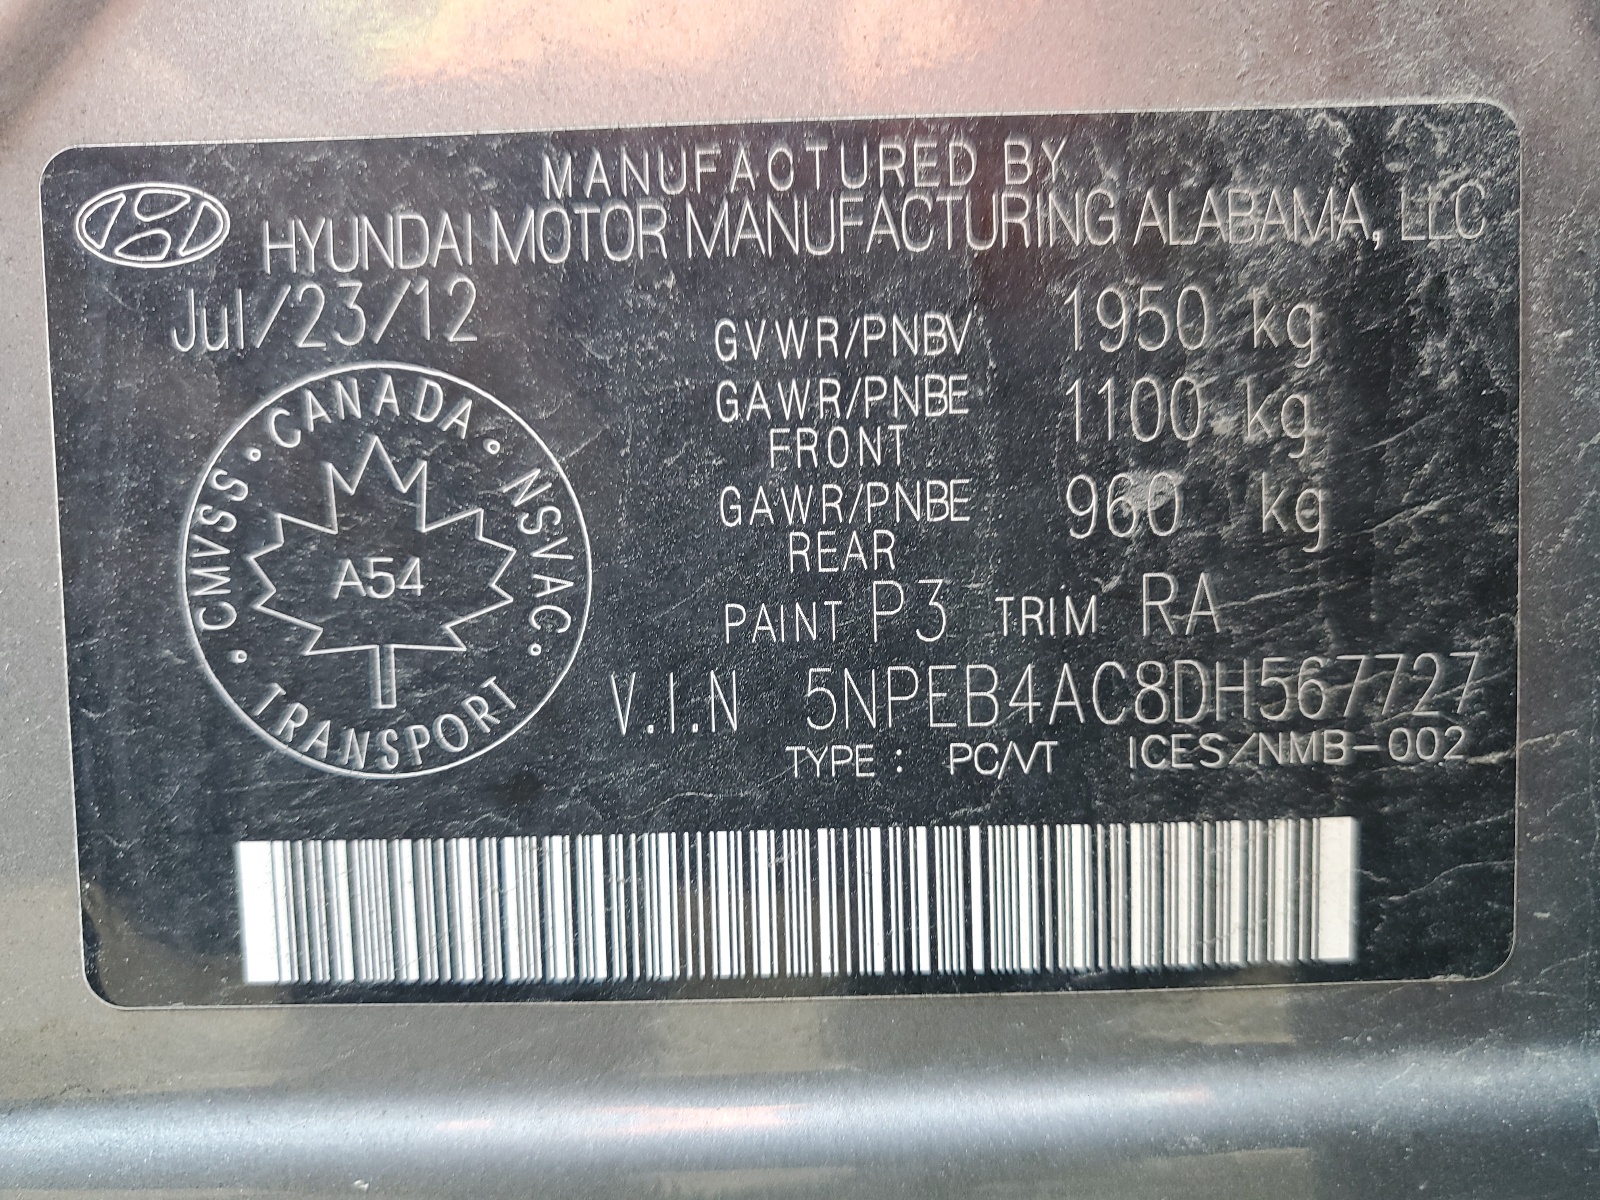 MANUFACTURED BY
HYUNDAI MOTOR MANUFACTURING ALABAMA, LLC
Jul/23/12
GVWR/PNBV 1950 kg
GAWR/PNBE 1100 kg
FRONT
GAWR/PNBE 960 kg
REAR
CANADA · NSVAC · TRANSPORT · CMVSS ·
A54
PAINT P3 TRIM RA
V.I.N 5NPEB4AC8DH567727
TYPE : PC/VT ICES/NMB-002